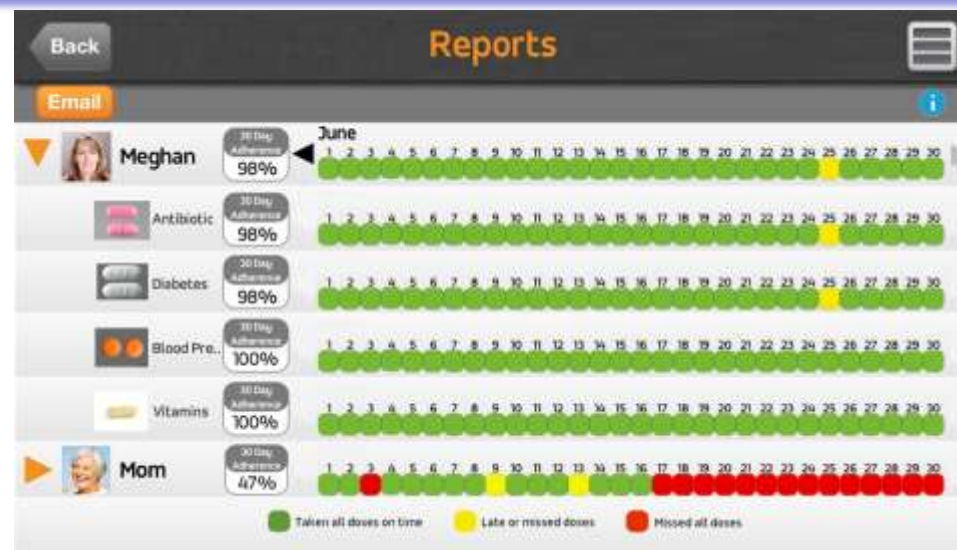 Back
Reports
Email
i
June
Meghan
30 Day
Adherence
98%
1 2 3 4 5 6 7 8 9 10 11 12 13 14 15 16 17 18 19 20 21 22 23 24 25 26 27 28 29 30
Antibiotic
30 Day
Adherence
98%
1 2 3 4 5 6 7 8 9 10 11 12 13 14 15 16 17 18 19 20 21 22 23 24 25 26 27 28 29 30
Diabetes
30 Day
Adherence
98%
1 2 3 4 5 6 7 8 9 10 11 12 13 14 15 16 17 18 19 20 21 22 23 24 25 26 27 28 29 30
Blood Pre..
30 Day
Adherence
100%
1 2 3 4 5 6 7 8 9 10 11 12 13 14 15 16 17 18 19 20 21 22 23 24 25 26 27 28 29 30
Vitamins
30 Day
Adherence
100%
1 2 3 4 5 6 7 8 9 10 11 12 13 14 15 16 17 18 19 20 21 22 23 24 25 26 27 28 29 30
Mom
30 Day
Adherence
47%
1 2 3 4 5 6 7 8 9 10 11 12 13 14 15 16 17 18 19 20 21 22 23 24 25 26 27 28 29 30
Taken all doses on time
Late or missed doses
Missed all doses